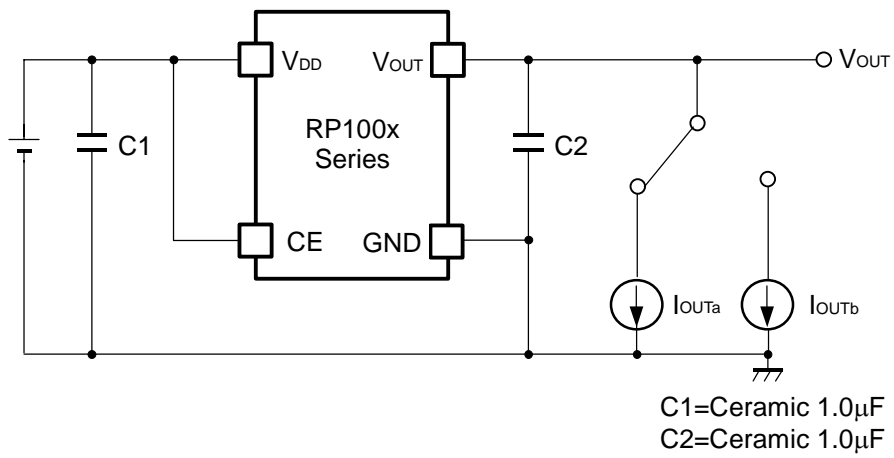 VDD
VOUT
VOUT
RP100x
Series
C1
C2
CE
GND
IOUTa
IOUTb
C1=Ceramic 1.0μF
C2=Ceramic 1.0μF